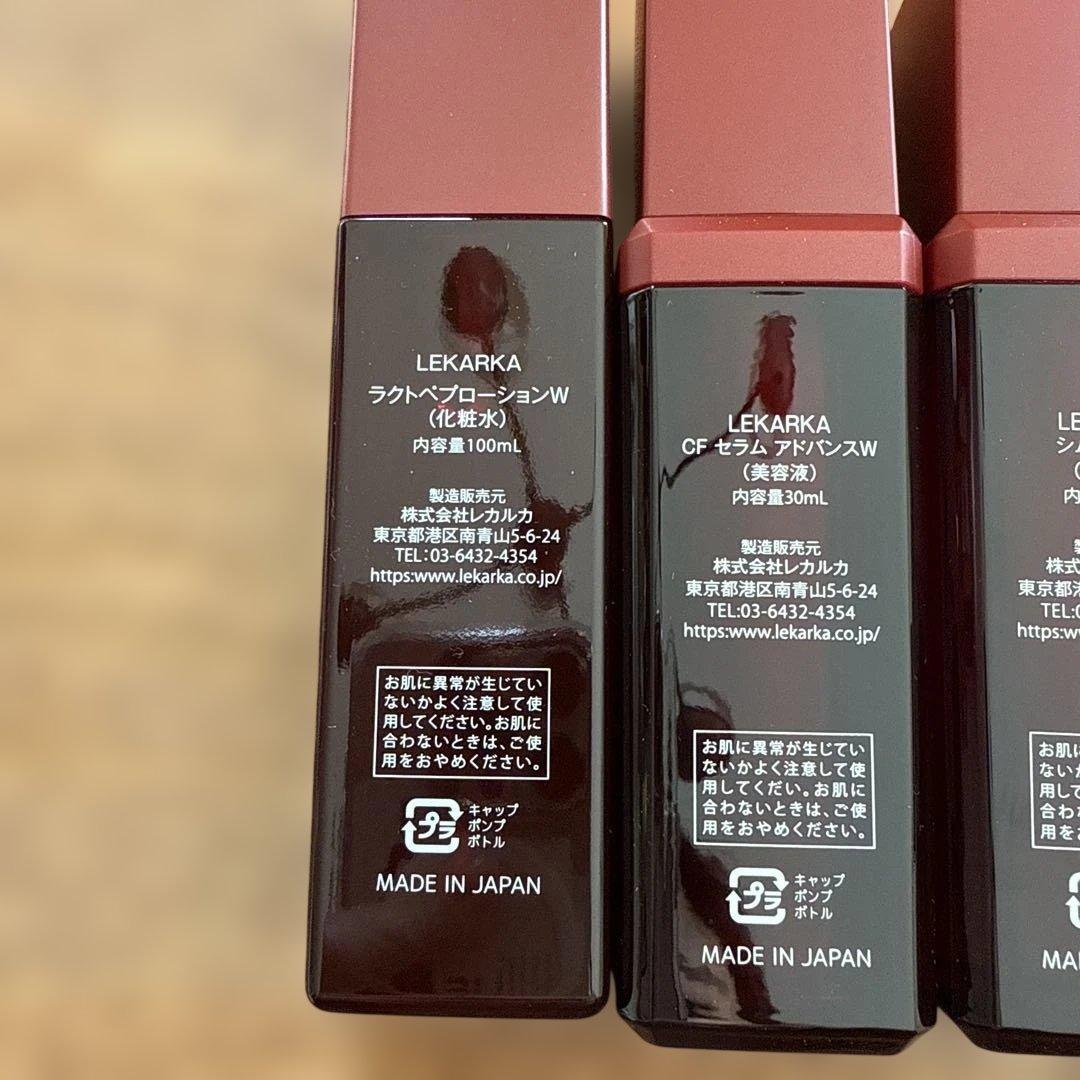 LEKARKA
ラクトペプローションW
（化粧水）
内容量100mL
製造販売元
株式会社レカルカ
東京都港区南青山5-6-24
TEL:03-6432-4354
https:www.lekarka.co.jp/
お肌に異常が生じてい
ないかよく注意して使
用してください。お肌に
合わないときは、ご使
用をおやめください。
プラ
キャップ
ポンプ
ボトル
MADE IN JAPAN
LEKARKA
CF セラム アドバンスW
（美容液）
内容量30mL
製造販売元
株式会社レカルカ
東京都港区南青山5-6-24
TEL:03-6432-4354
https:www.lekarka.co.jp/
お肌に異常が生じてい
ないかよく注意して使
用してくだい。お肌に
合わないときは、ご使
用をおやめください。
プラ
キャップ
ポンプ
ボトル
MADE IN JAPAN